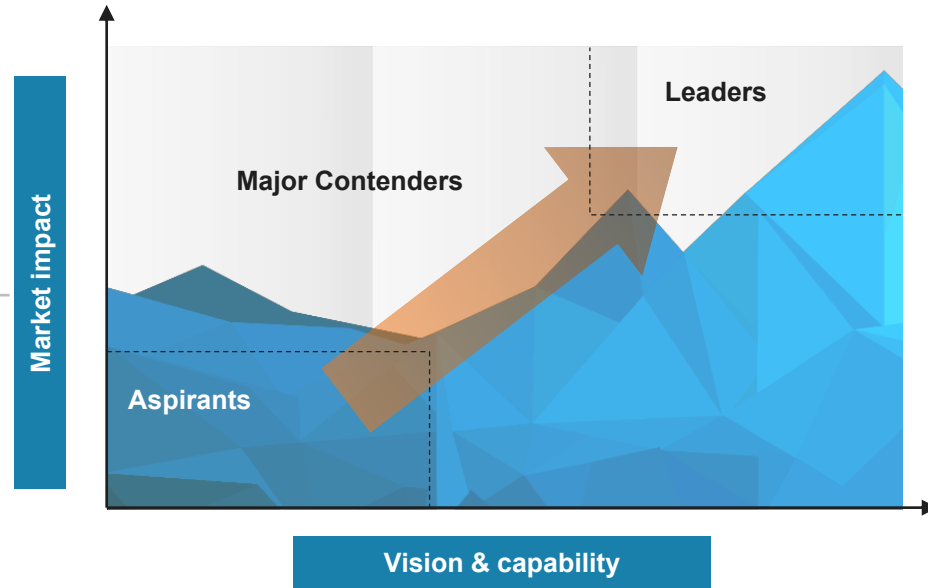 Leaders
Major Contenders
Market impact
Aspirants
Vision & capability